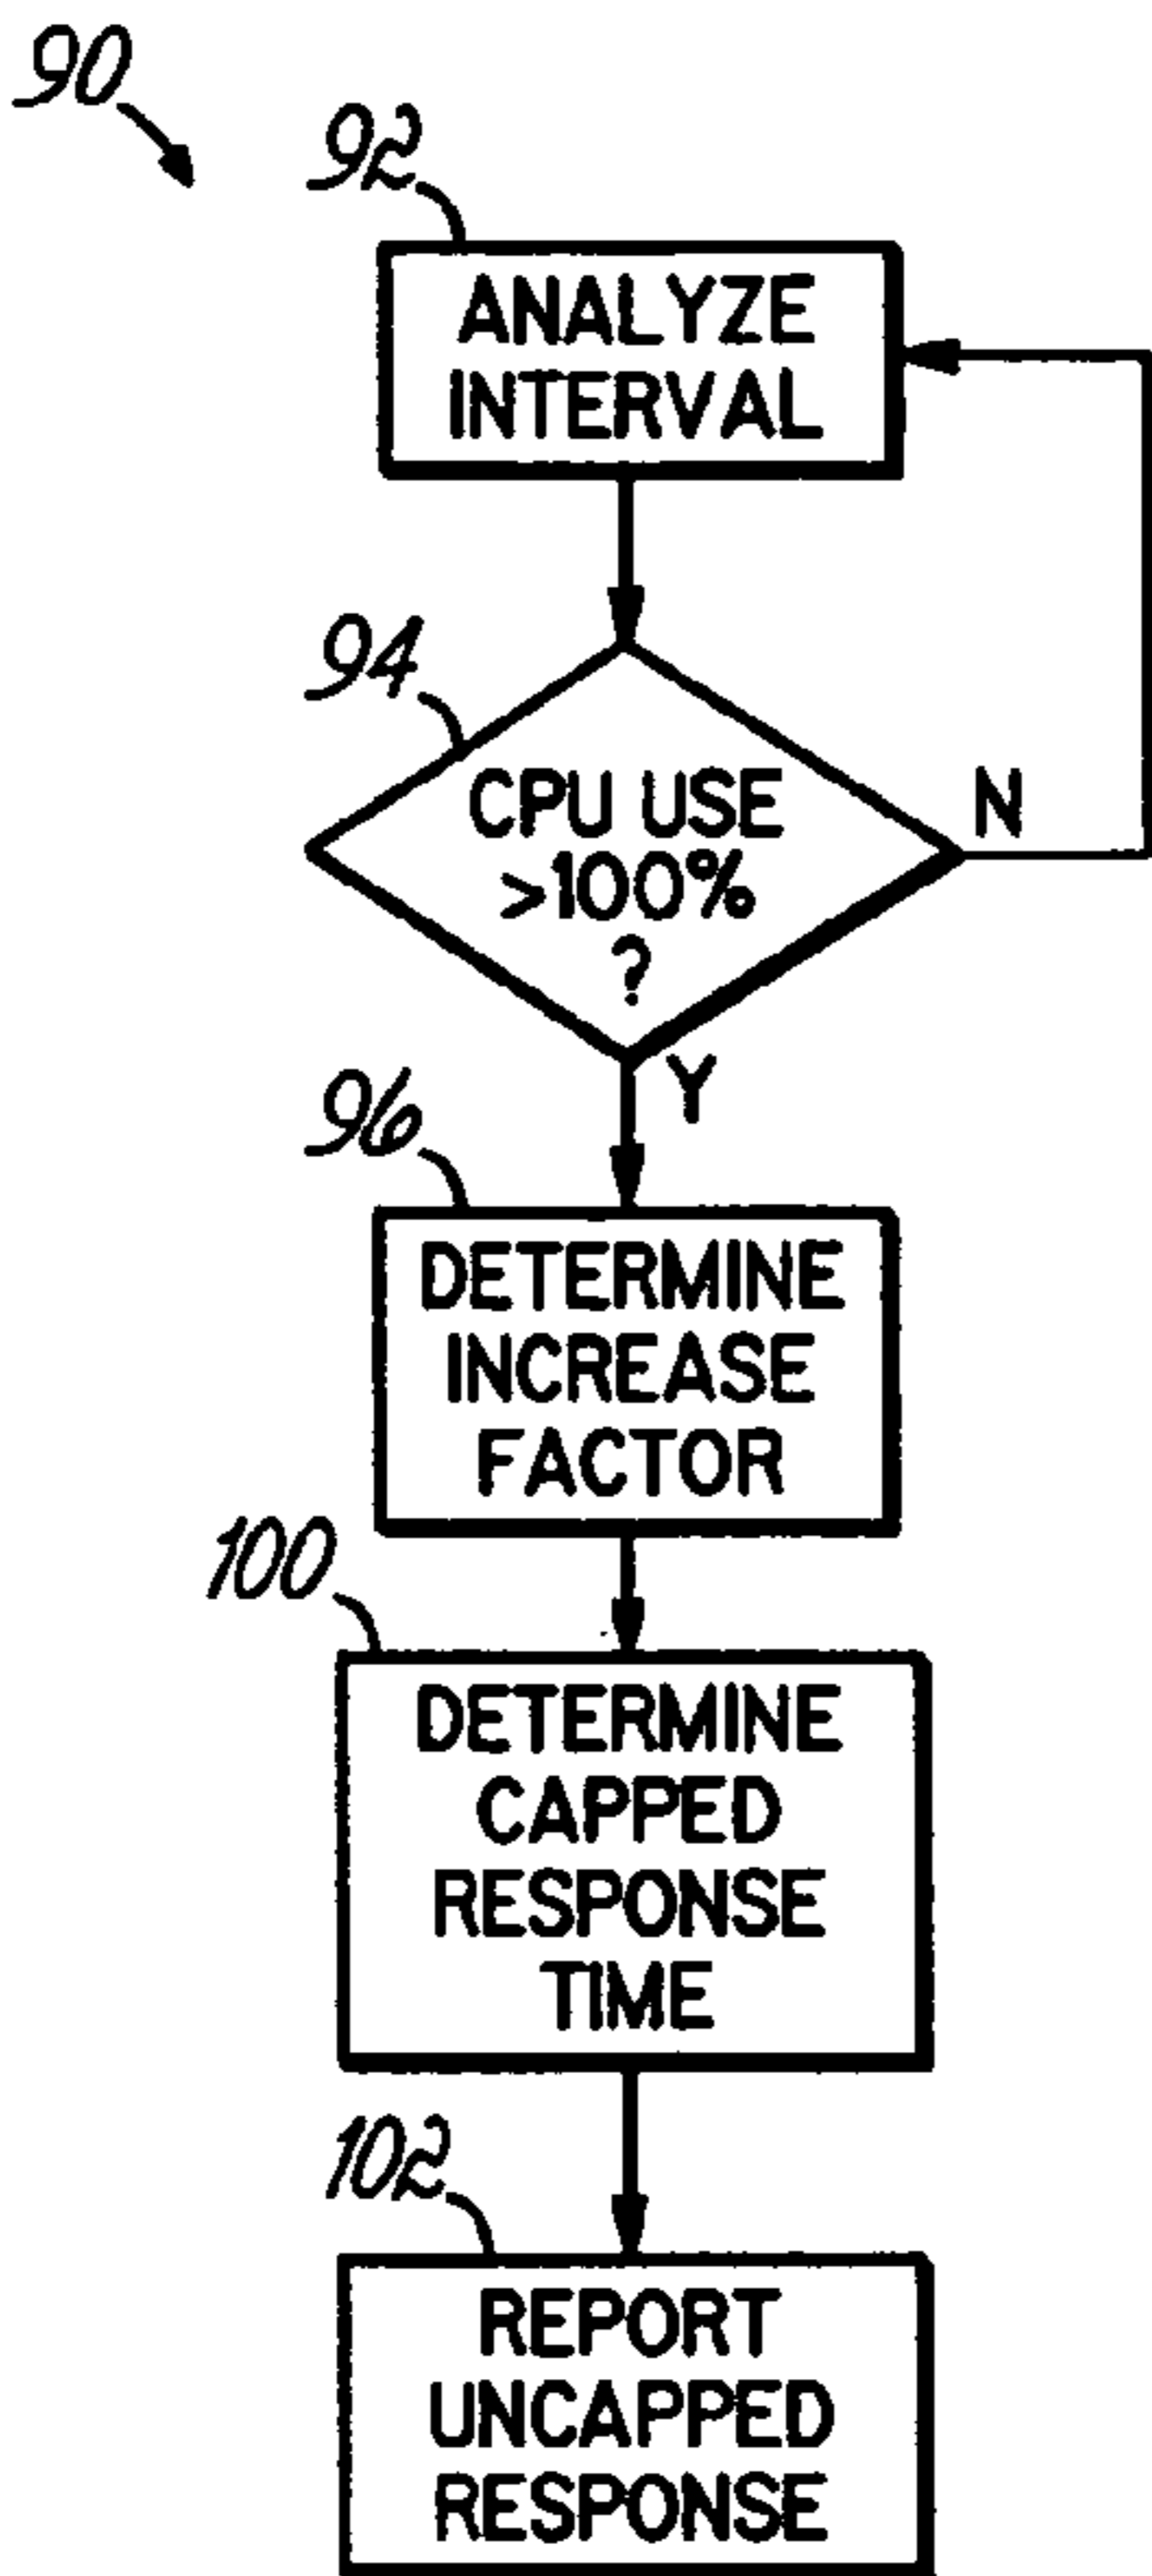 90
92
ANALYZE
INTERVAL
94
CPU USE
>100%
?
N
Y
96
DETERMINE
INCREASE
FACTOR
100
DETERMINE
CAPPED
RESPONSE
TIME
102
REPORT
UNCAPPED
RESPONSE